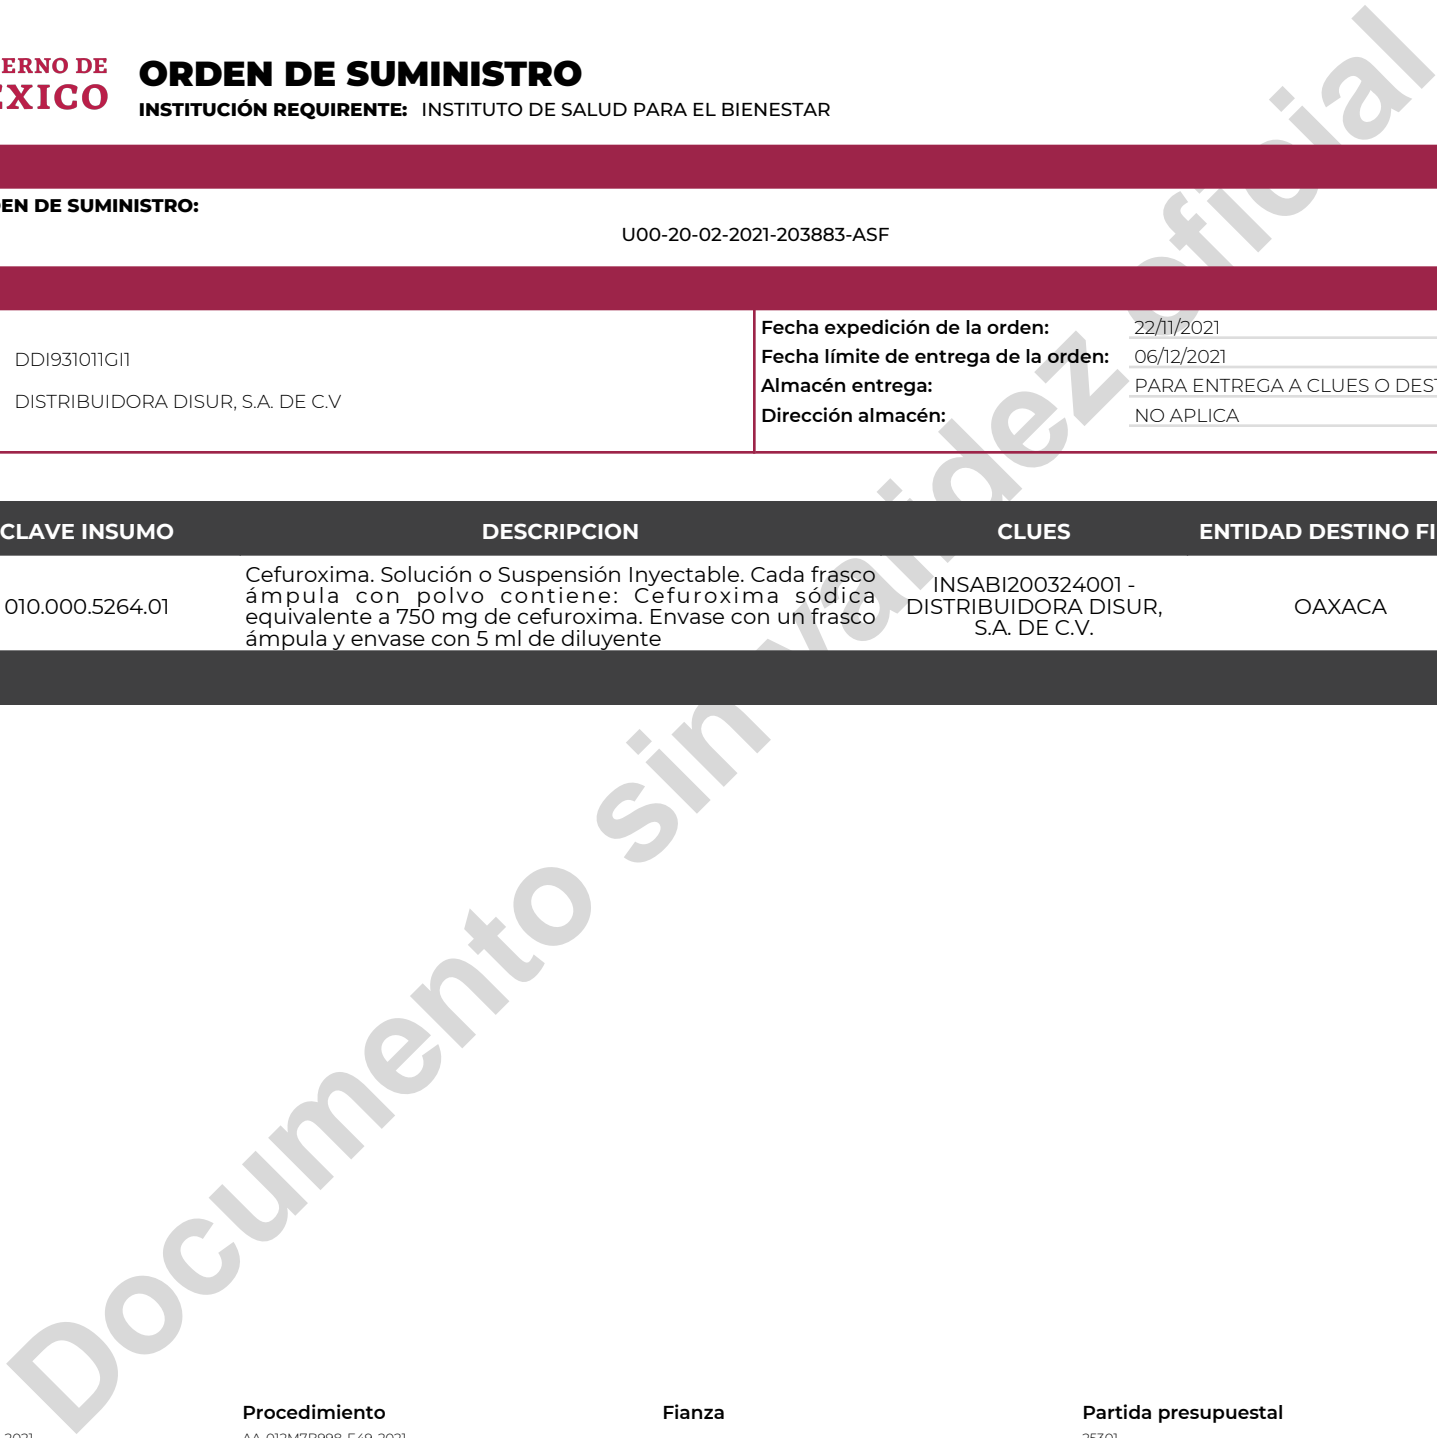 ERNO DE
ÉXICO
ORDEN DE SUMINISTRO
INSTITUCIÓN REQUIRENTE: INSTITUTO DE SALUD PARA EL BIENESTAR
EN DE SUMINISTRO:
U00-20-02-2021-203883-ASF
DDI931011GI1
DISTRIBUIDORA DISUR, S.A. DE C.V
Fecha expedición de la orden: 22/11/2021
Fecha límite de entrega de la orden: 06/12/2021
Almacén entrega: PARA ENTREGA A CLUES O DEST
Dirección almacén: NO APLICA
CLAVE INSUMO DESCRIPCION CLUES ENTIDAD DESTINO FI
010.000.5264.01
Cefuroxima. Solución o Suspensión Inyectable. Cada frasco
ámpula con polvo contiene: Cefuroxima sódica
equivalente a 750 mg de cefuroxima. Envase con un frasco
ámpula y envase con 5 ml de diluyente
INSABI200324001 -
DISTRIBUIDORA DISUR,
S.A. DE C.V.
OAXACA
Documento sin validez oficial
Procedimiento Fianza Partida presupuestal